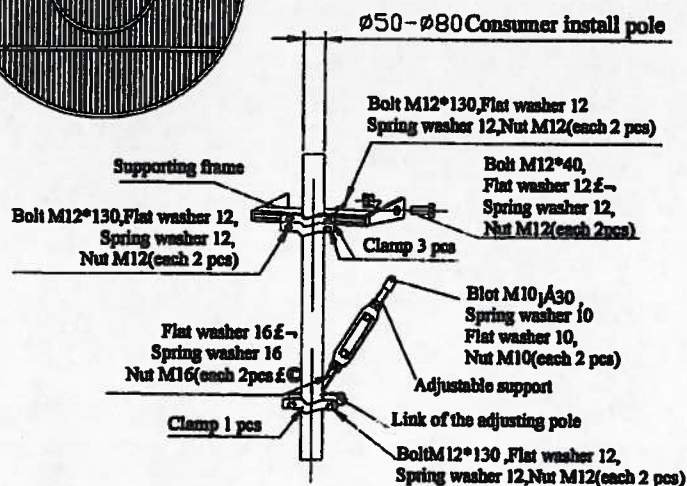 Ø50-Ø80 Consumer install pole
Bolt M12*130,Flat washer 12
Spring washer 12,Nut M12(each 2 pcs)
Supporting frame
Bolt M12*40,
Flat washer 12£¬
Spring washer 12,
Nut M12(each 2pcs)
Bolt M12*130,Flat washer 12,
Spring washer 12,
Nut M12(each 2 pcs)
Clamp 3 pcs
Blot M10¡Á30,
Spring washer 10
Flat washer 10,
Nut M10(each 2 pcs)
Flat washer 16£¬
Spring washer 16
Nut M16(each 2pcs£©
Adjustable support
Clamp 1 pcs
Link of the adjusting pole
BoltM12*130 ,Flat washer 12,
Spring washer 12,Nut M12(each 2 pcs)